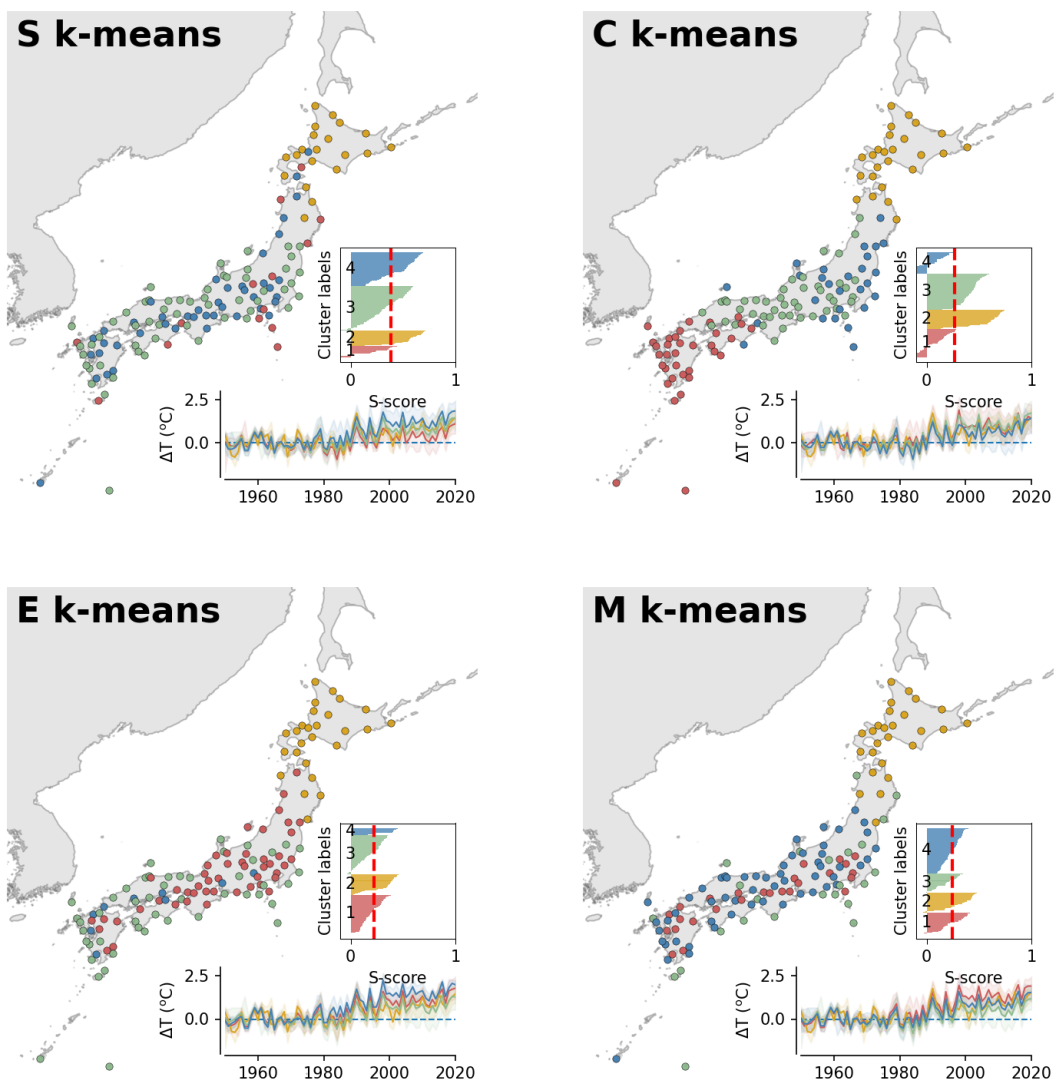 S k-means
Cluster labels
4
3
2
1
0 1
S-score
ΔT (°C)
2.5
0.0
1960 1980 2000 2020
C k-means
Cluster labels
4
3
2
1
0 1
S-score
ΔT (°C)
2.5
0.0
1960 1980 2000 2020
E k-means
Cluster labels
4
3
2
1
0 1
S-score
ΔT (°C)
2.5
0.0
1960 1980 2000 2020
M k-means
Cluster labels
4
3
2
1
0 1
S-score
ΔT (°C)
2.5
0.0
1960 1980 2000 2020